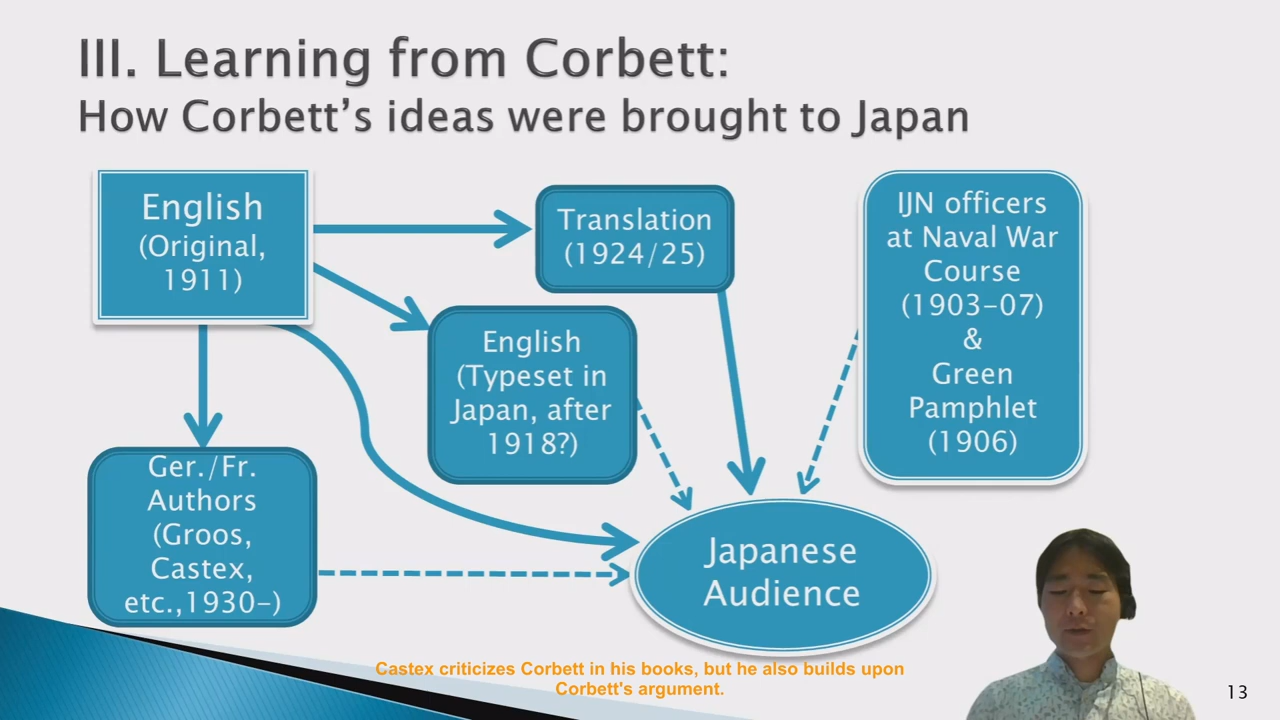 III. Learning from Corbett:
How Corbett’s ideas were brought to Japan
English
(Original,
1911)
Translation
(1924/25)
IJN officers
at Naval War
Course
(1903-07)
&
Green
Pamphlet
(1906)
English
(Typeset in
Japan, after
1918?)
Ger./Fr.
Authors
(Groos,
Castex,
etc.,1930-)
Japanese
Audience
Castex criticizes Corbett in his books, but he also builds upon
Corbett's argument.
13